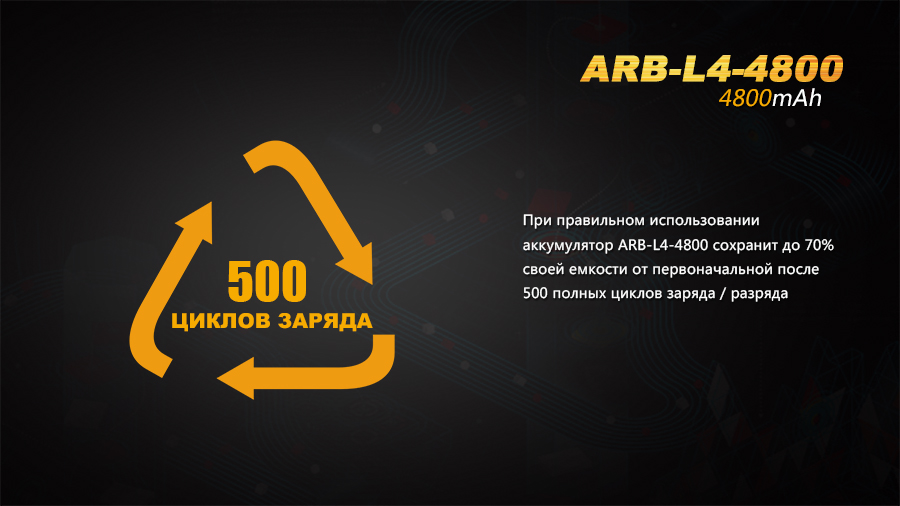 ARB-L4-4800
4800mAh
500
ЦИКЛОВ ЗАРЯДА
При правильном использовании
аккумулятор ARB-L4-4800 сохранит до 70%
своей емкости от первоначальной после
500 полных циклов заряда / разряда